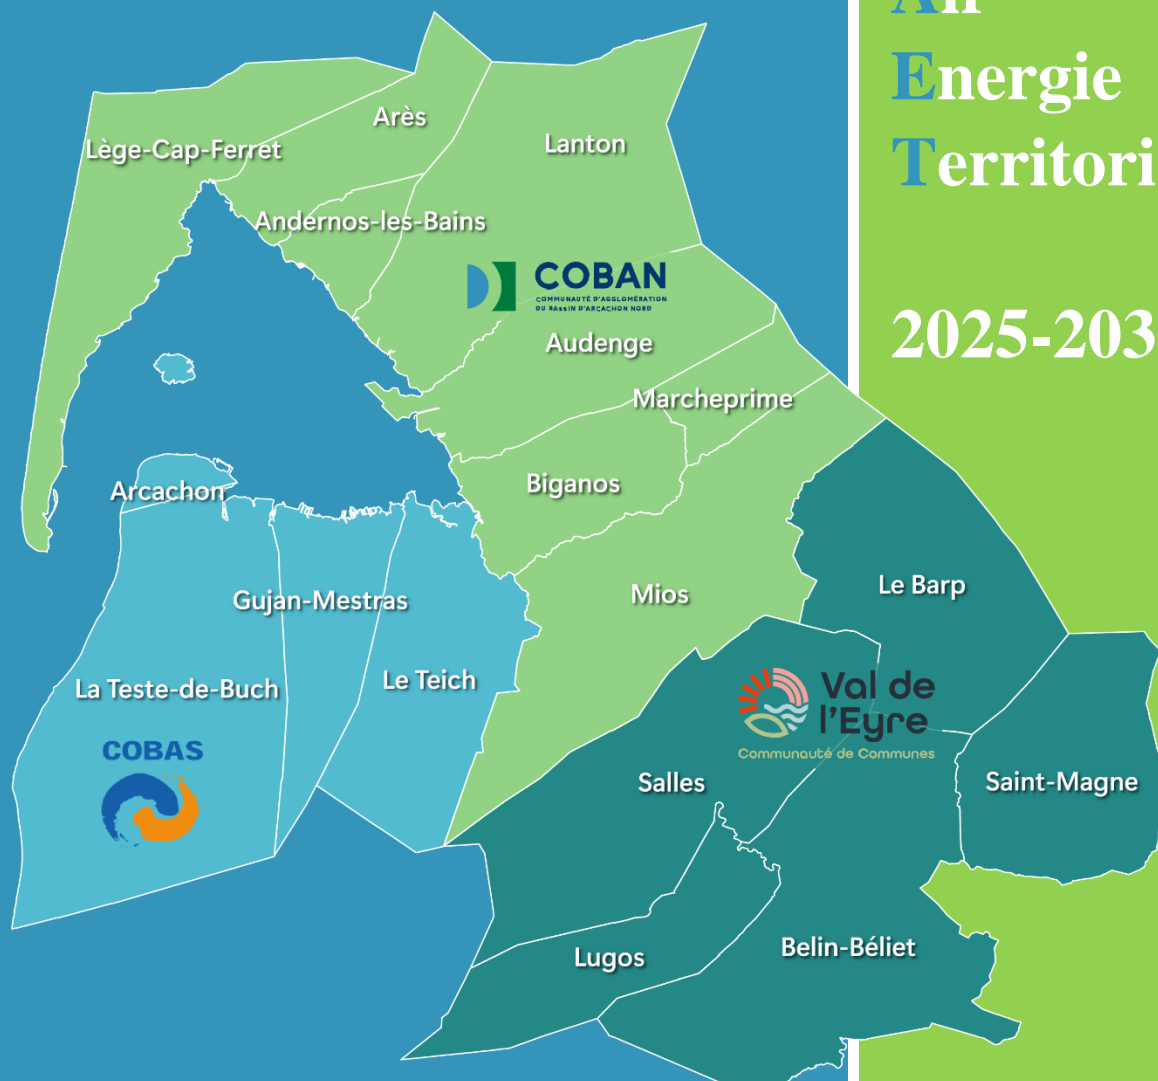 Energie
Territori
2025-203
Arès
Lège-Cap-Ferret
Lanton
Andernos-les-Bains
COBAN
COMMUNAUTÉ D'AGGLOMÉRATION
DU BASSIN D'ARCACHON NORD
Audenge
Marcheprime
Biganos
Arcachon
Gujan-Mestras
Mios
Le Barp
La Teste-de-Buch
Le Teich
COBAS
Val de
l'Eyre
Communauté de Communes
Salles
Saint-Magne
Lugos
Belin-Béliet